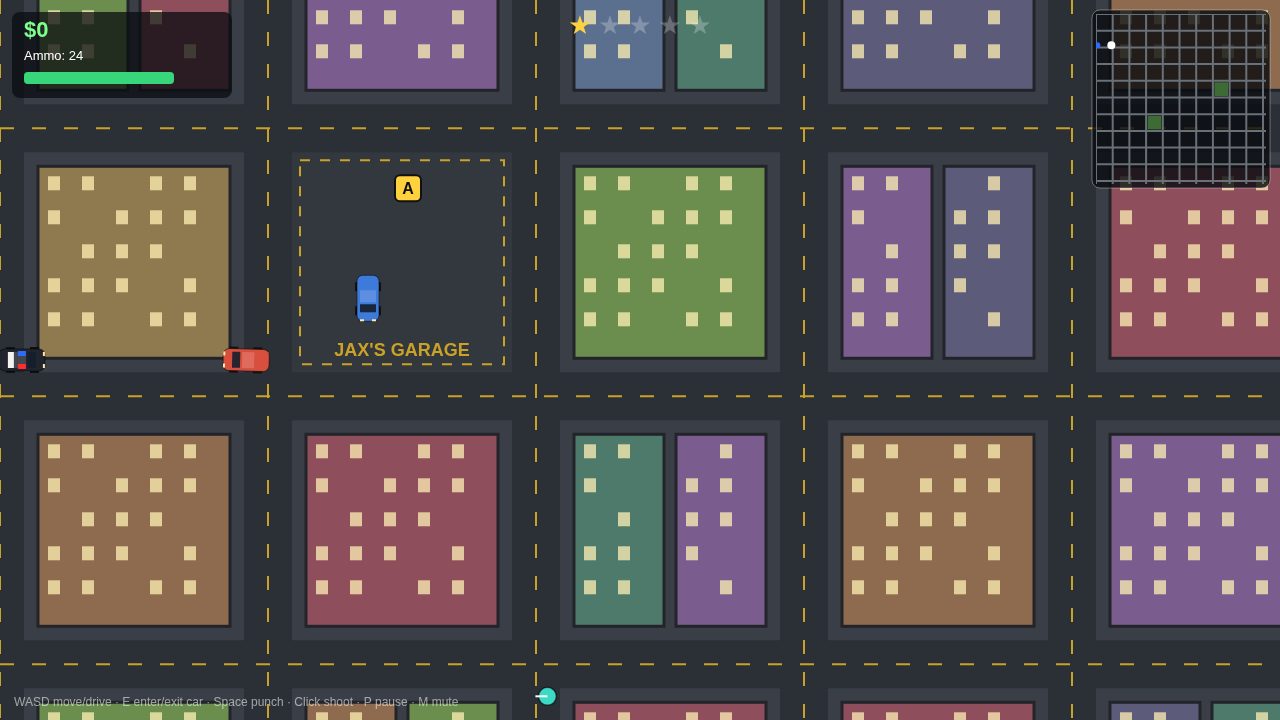 $0
Ammo: 24
A
JAX'S GARAGE
WASD move/drive · E enter/exit car · Space punch · Click shoot · P pause · M mute